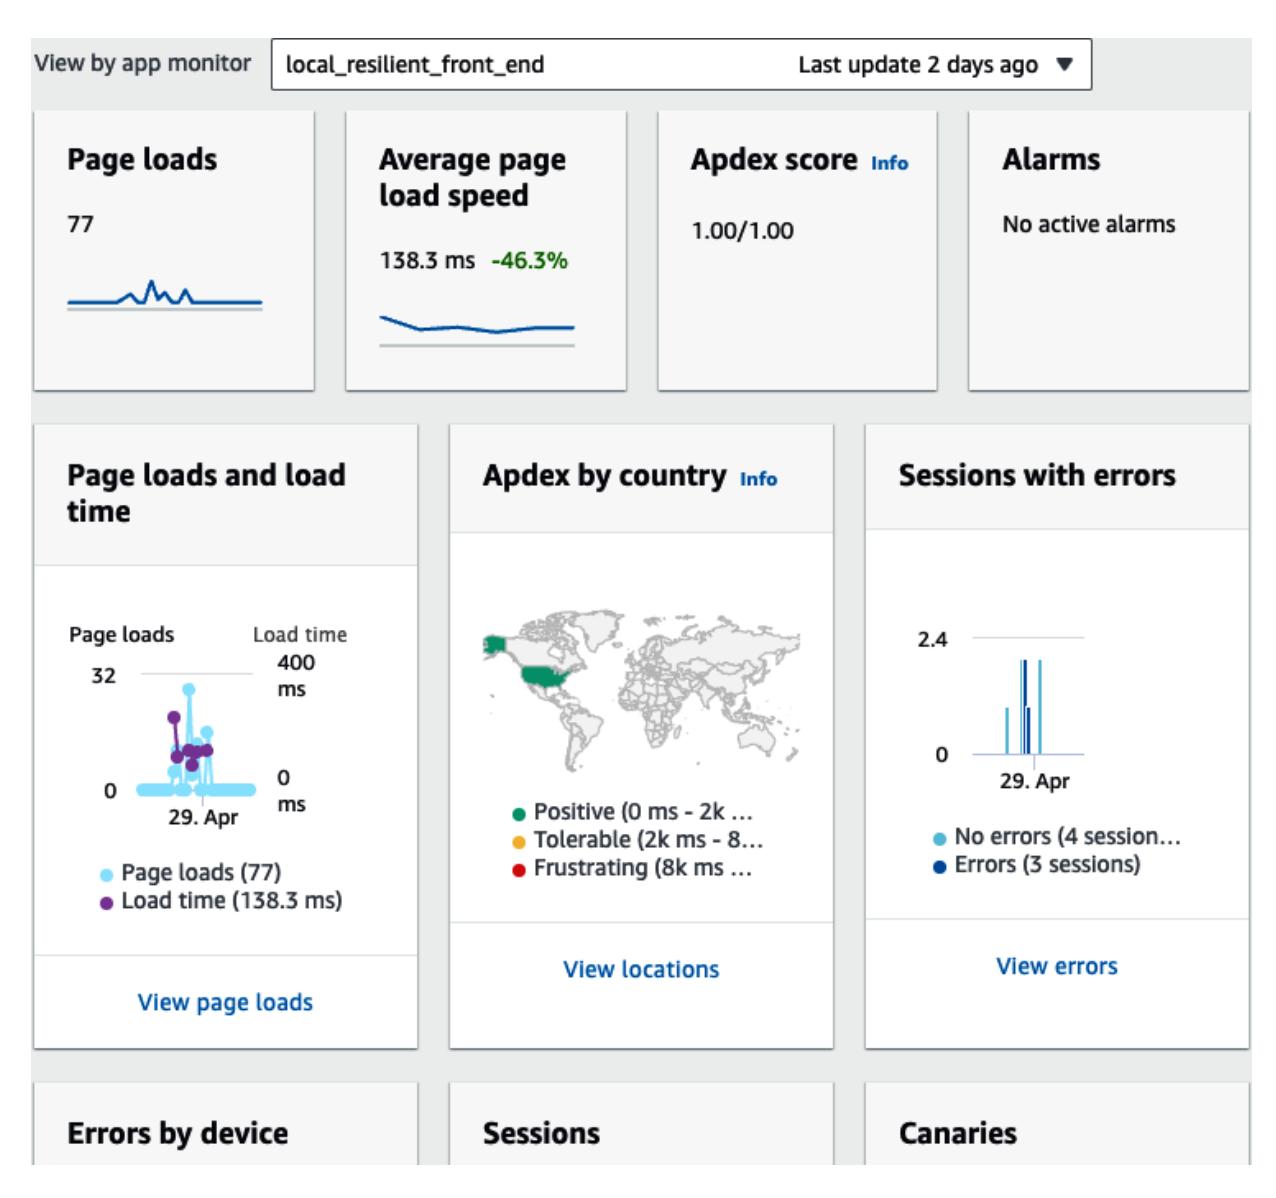 View by app monitor
local_resilient_front_end Last update 2 days ago
Page loads
77
Average page
load speed
138.3 ms -46.3%
Apdex score Info
1.00/1.00
Alarms
No active alarms
Page loads and load
time
Page loads Load time
32
400
ms
0
0
ms
29. Apr
Page loads (77)
Load time (138.3 ms)
View page loads
Apdex by country Info
Positive (0 ms - 2k ...
Tolerable (2k ms - 8...
Frustrating (8k ms ...
View locations
Sessions with errors
2.4
0
29. Apr
No errors (4 session...
Errors (3 sessions)
View errors
Errors by device
Sessions
Canaries